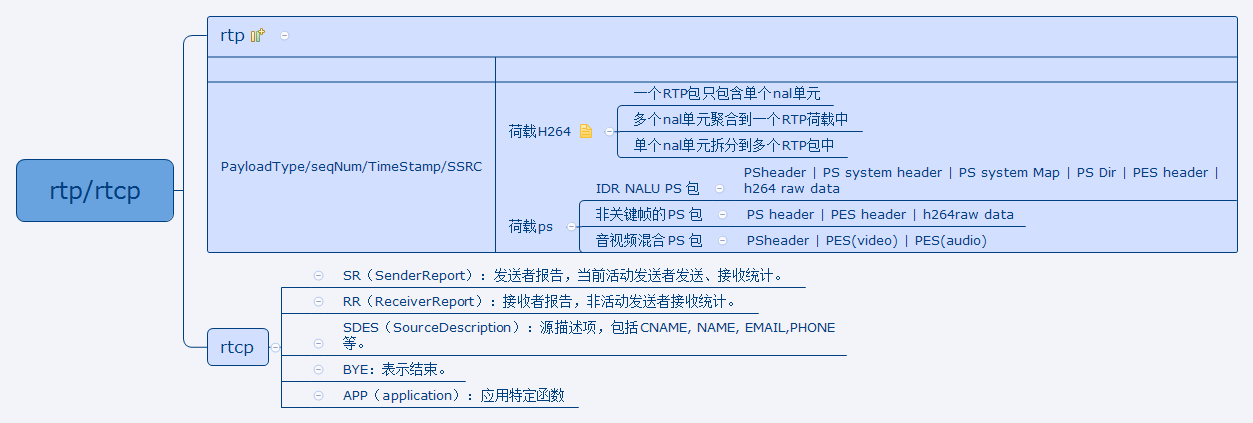 rtp/rtcp
rtp
PayloadType/seqNum/TimeStamp/SSRC
荷载H264
一个RTP包只包含单个nal单元
多个nal单元聚合到一个RTP荷载中
单个nal单元拆分到多个RTP包中
荷载ps
IDR NALU PS 包
PSheader | PS system header | PS system Map | PS Dir | PES header |
h264 raw data
非关键帧的PS 包
PS header | PES header | h264raw data
音视频混合PS 包
PSheader | PES(video) | PES(audio)
rtcp
SR（SenderReport）：发送者报告，当前活动发送者发送、接收统计。
RR（ReceiverReport）：接收者报告，非活动发送者接收统计。
SDES（SourceDescription）：源描述项，包括CNAME, NAME, EMAIL,PHONE
等。
BYE：表示结束。
APP（application）：应用特定函数